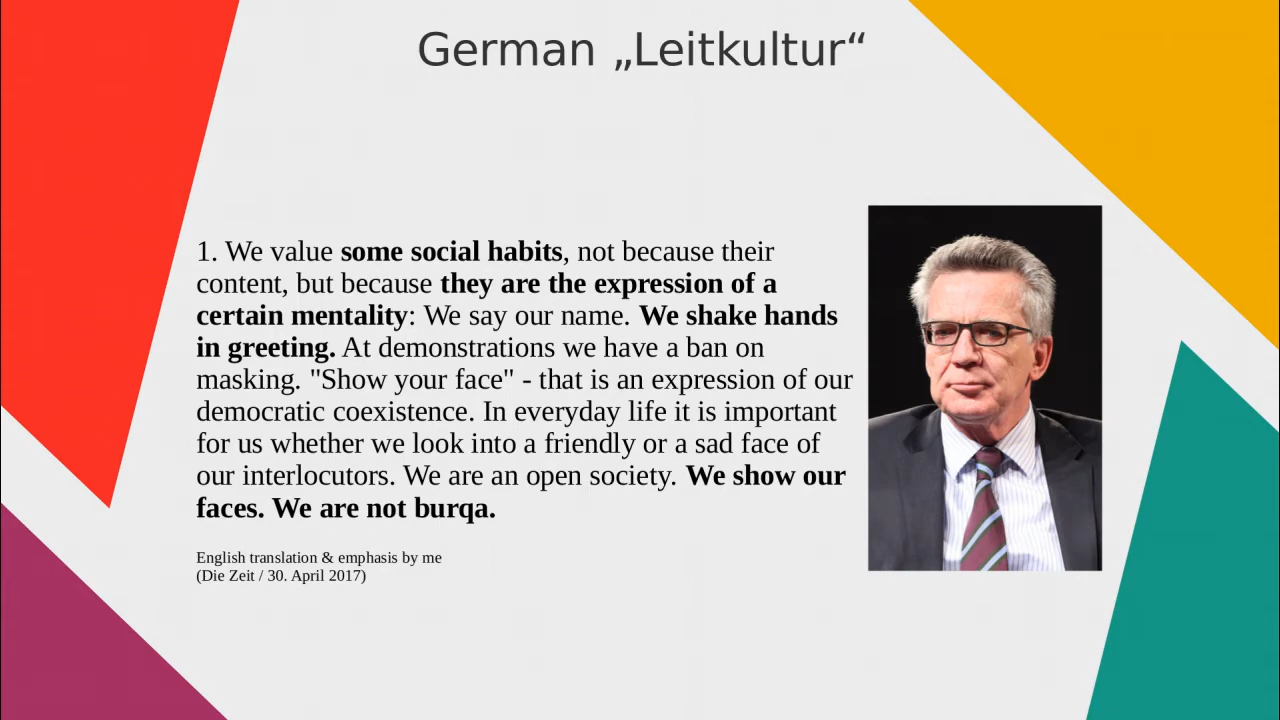 German „Leitkultur“
1. We value some social habits, not because their
content, but because they are the expression of a
certain mentality: We say our name. We shake hands
in greeting. At demonstrations we have a ban on
masking. "Show your face" - that is an expression of our
democratic coexistence. In everyday life it is important
for us whether we look into a friendly or a sad face of
our interlocutors. We are an open society. We show our
faces. We are not burqa.
English translation & emphasis by me
(Die Zeit / 30. April 2017)